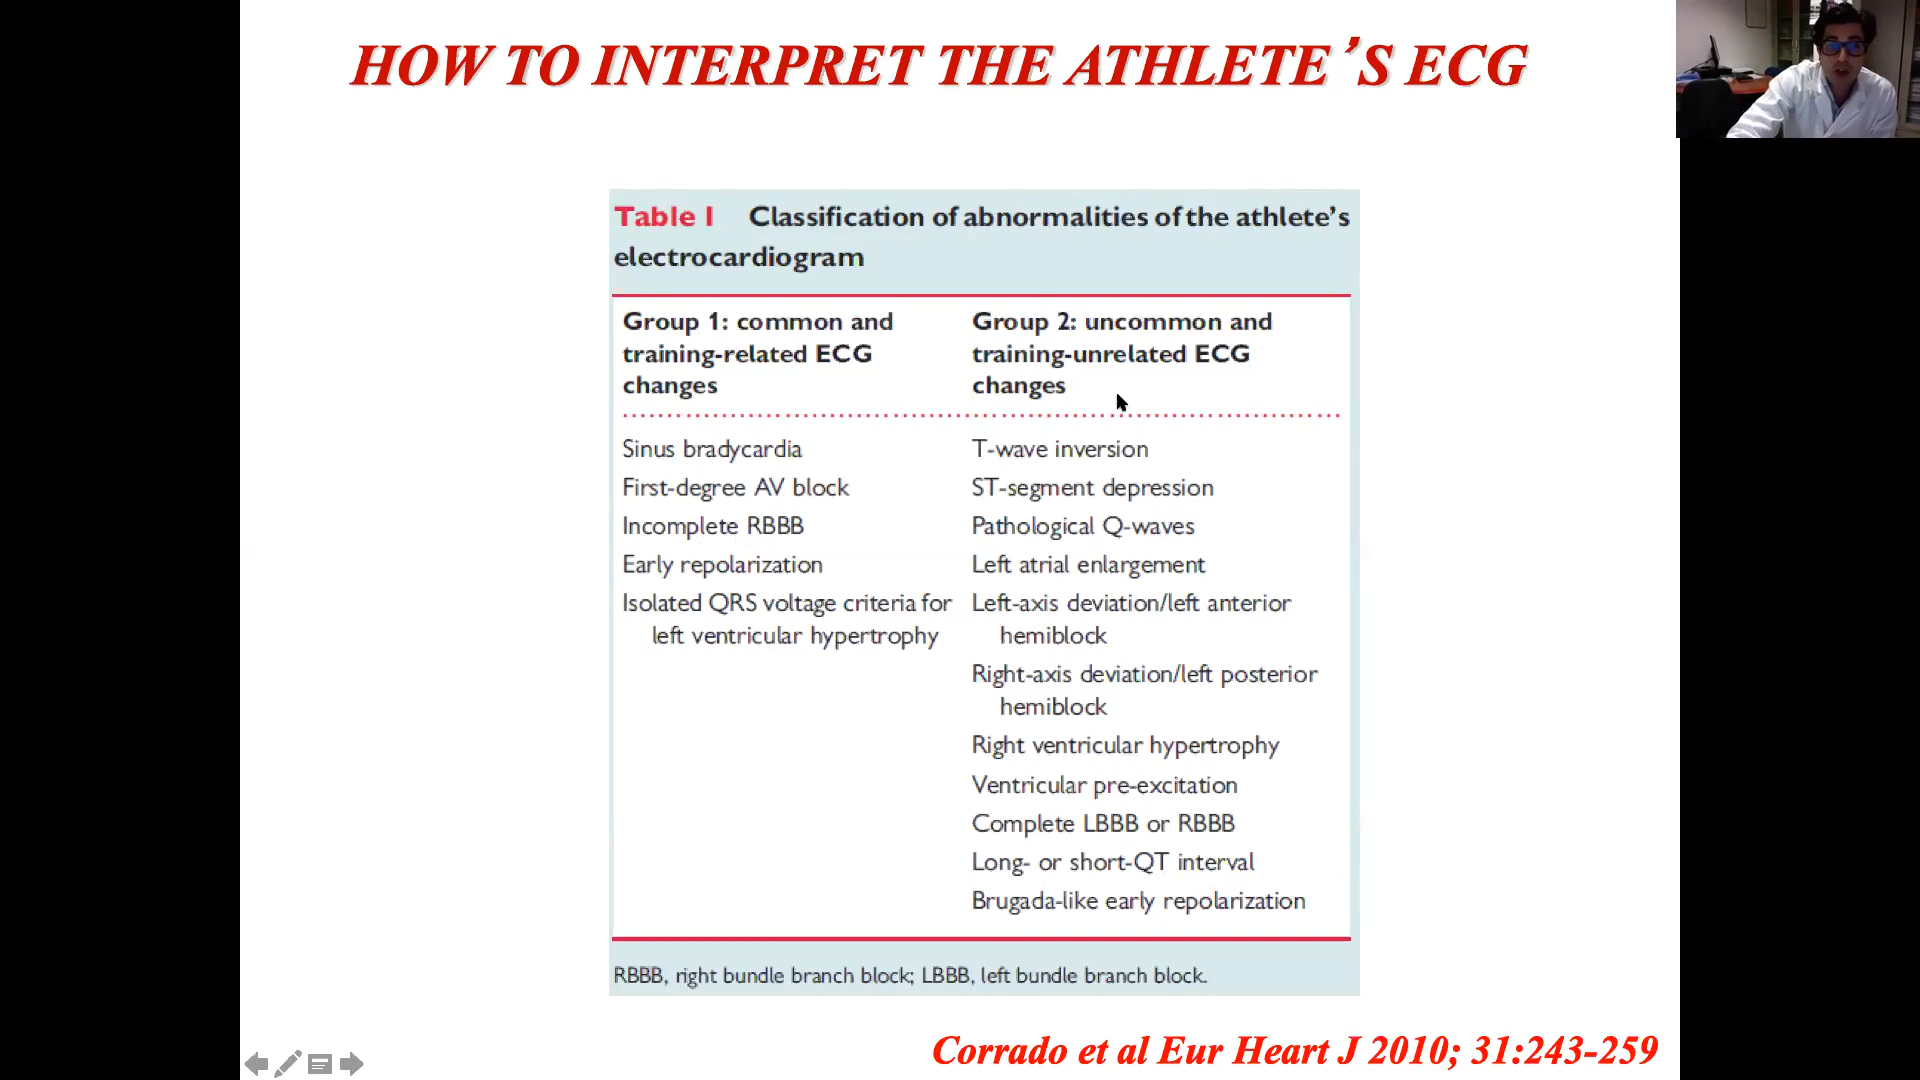 HOW TO INTERPRET THE ATHLETE’S ECG
Table I Classification of abnormalities of the athlete’s
electrocardiogram
Group 1: common and
training-related ECG
changes
Group 2: uncommon and
training-unrelated ECG
changes
Sinus bradycardia
First-degree AV block
Incomplete RBBB
Early repolarization
Isolated QRS voltage criteria for
left ventricular hypertrophy
T-wave inversion
ST-segment depression
Pathological Q-waves
Left atrial enlargement
Left-axis deviation/left anterior
hemiblock
Right-axis deviation/left posterior
hemiblock
Right ventricular hypertrophy
Ventricular pre-excitation
Complete LBBB or RBBB
Long- or short-QT interval
Brugada-like early repolarization
RBBB, right bundle branch block; LBBB, left bundle branch block.
Corrado et al Eur Heart J 2010; 31:243-259